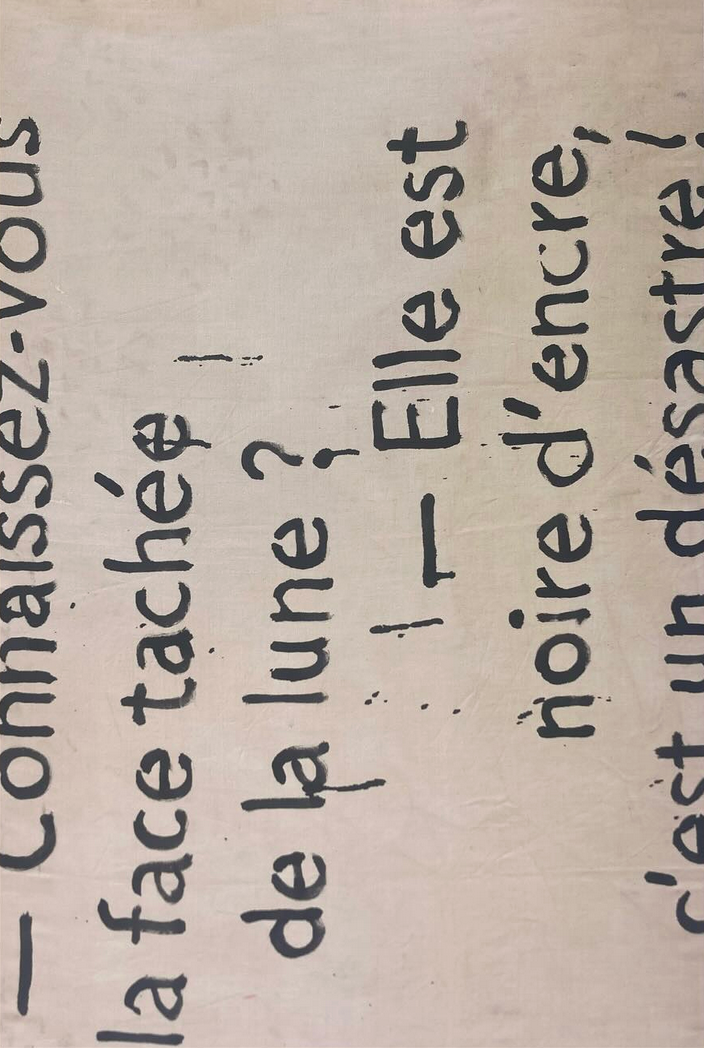 — Connaissez-vous
la face tachée
de la lune ?
— Elle est
noire d'encre,
c'est un désastre !